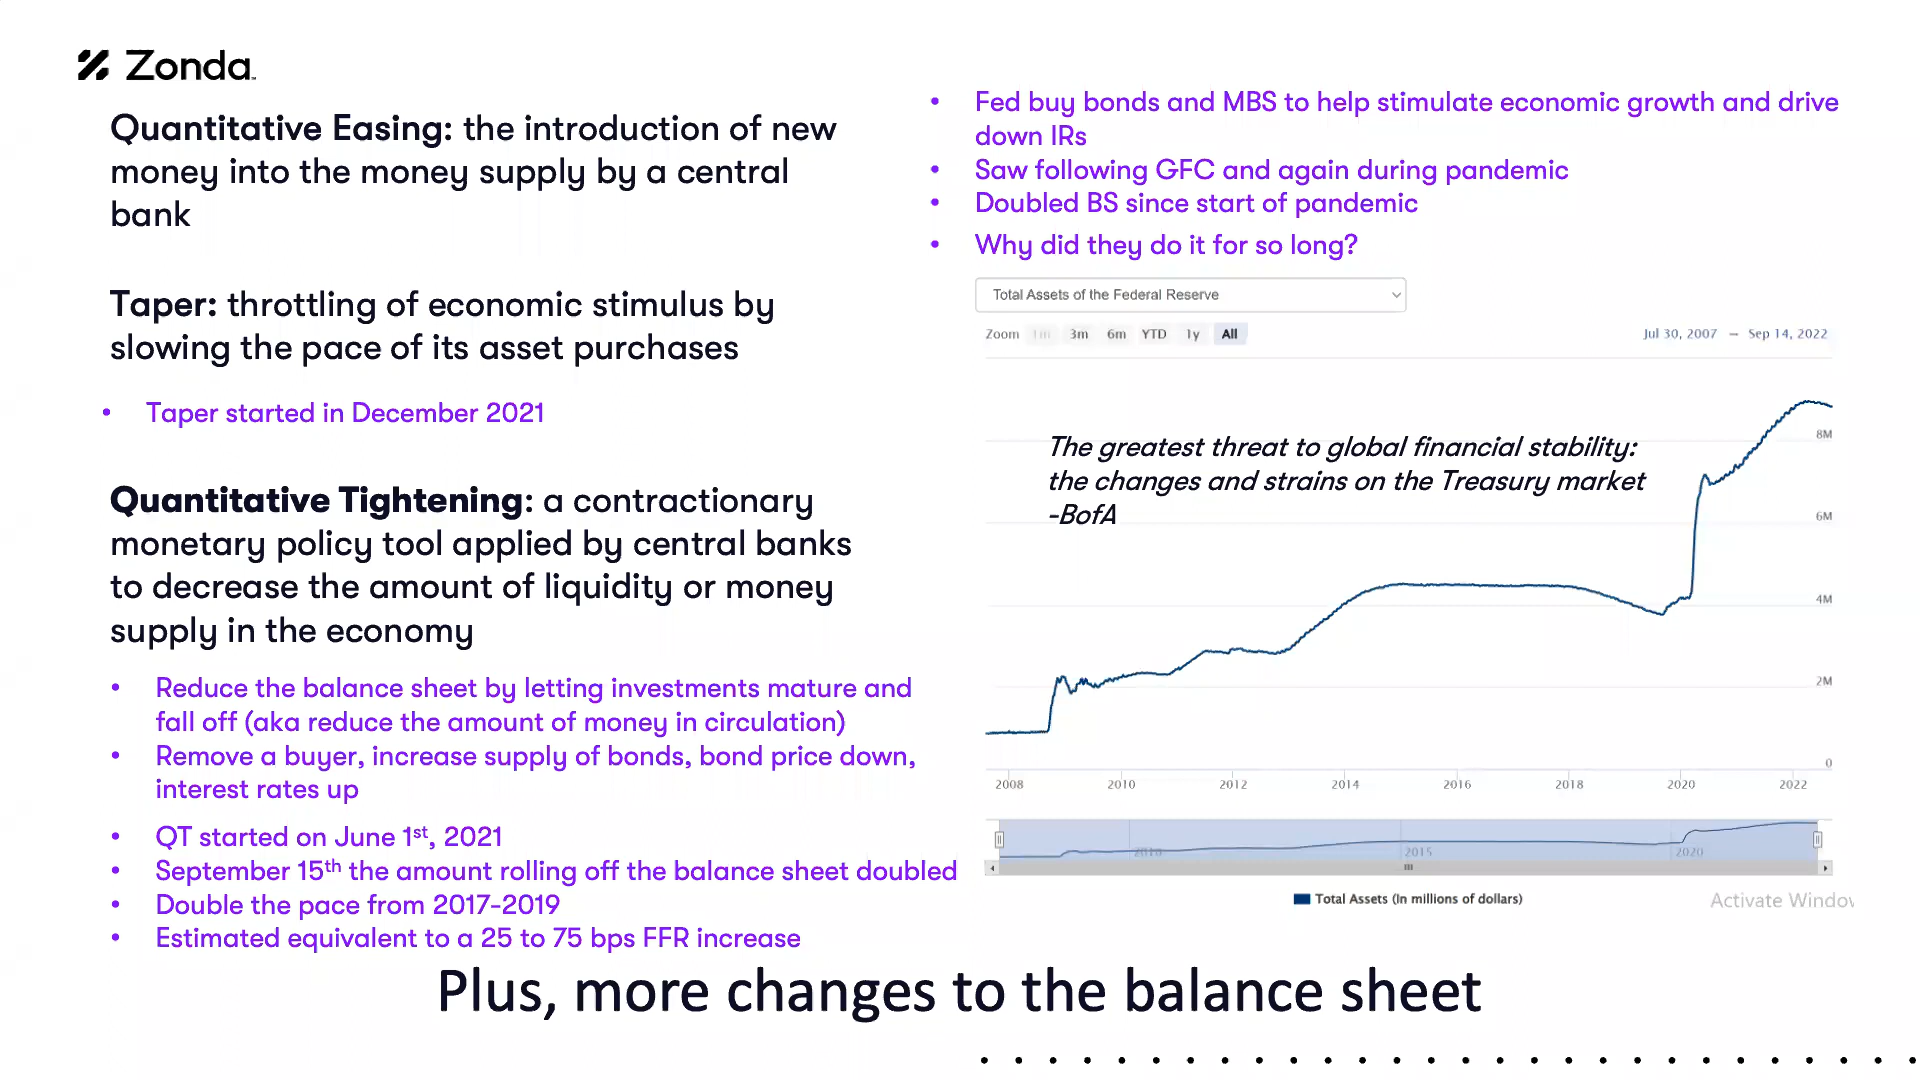 Zonda
Quantitative Easing: the introduction of new
money into the money supply by a central
bank
Taper: throttling of economic stimulus by
slowing the pace of its asset purchases
• Taper started in December 2021
Quantitative Tightening: a contractionary
monetary policy tool applied by central banks
to decrease the amount of liquidity or money
supply in the economy
• Reduce the balance sheet by letting investments mature and
fall off (aka reduce the amount of money in circulation)
• Remove a buyer, increase supply of bonds, bond price down,
interest rates up
• QT started on June 1st, 2021
• September 15th the amount rolling off the balance sheet doubled
• Double the pace from 2017-2019
• Estimated equivalent to a 25 to 75 bps FFR increase
• Fed buy bonds and MBS to help stimulate economic growth and drive
down IRs
• Saw following GFC and again during pandemic
• Doubled BS since start of pandemic
• Why did they do it for so long?
Total Assets of the Federal Reserve
Zoom 1m 3m 6m YTD 1y All Jul 30, 2007 – Sep 14, 2022
The greatest threat to global financial stability:
the changes and strains on the Treasury market
-BofA
8M
6M
4M
2M
0
2008 2010 2012 2014 2016 2018 2020 2022
2010 2015 2020
Total Assets (In millions of dollars)
Activate Window
Plus, more changes to the balance sheet